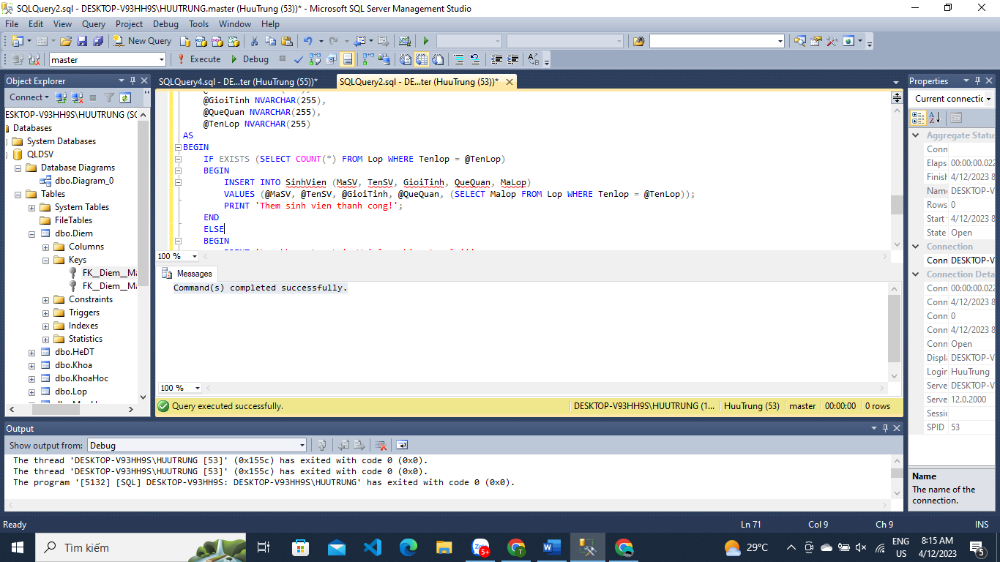 SQLQuery2.sql - DESKTOP-V93HH9S\HUUTRUNG.master (HuuTrung (53))* - Microsoft SQL Server Management Studio
File Edit View Query Project Debug Tools Window Help
New Query
master
Execute Debug
Object Explorer
Connect
ESKTOP-V93HH9S\HUUTRUNG (SQ
Databases
System Databases
QLDSV
Database Diagrams
dbo.Diagram_0
Tables
System Tables
FileTables
dbo.Diem
Columns
Keys
FK__Diem__Ma
FK__Diem__Ma
Constraints
Triggers
Indexes
Statistics
dbo.HeDT
dbo.Khoa
dbo.KhoaHoc
dbo.Lop
SQLQuery4.sql - DE...ter (HuuTrung (55))*
SQLQuery2.sql - DE...ter (HuuTrung (53))*
@GioiTinh NVARCHAR(255),
@QueQuan NVARCHAR(255),
@TenLop NVARCHAR(255)
AS
BEGIN
IF EXISTS (SELECT COUNT(*) FROM Lop WHERE Tenlop = @TenLop)
BEGIN
INSERT INTO SinhVien (MaSV, TenSV, GioiTinh, QueQuan, MaLop)
VALUES (@MaSV, @TenSV, @GioiTinh, @QueQuan, (SELECT Malop FROM Lop WHERE Tenlop = @TenLop));
PRINT 'Them sinh vien thanh cong!';
END
ELSE
BEGIN
100 %
Messages
Command(s) completed successfully.
100 %
Query executed successfully.
DESKTOP-V93HH9S\HUUTRUNG (1...
HuuTrung (53)
master
00:00:00
0 rows
Properties
Current connectic
Aggregate Statu
Conn
Elaps 00:00:00.022
Finish 4/12/2023 8
Name DESKTOP-V
Rows 0
Start 4/12/2023 8
State Open
Connection
Conn DESKTOP-V
Connection Deta
Conn 00:00:00.022
Conn 4/12/2023 8
Conn 0
Conn 4/12/2023 8
Conn Open
Displ DESKTOP-V
Login HuuTrung
Serve DESKTOP-V
Serve 12.0.2000
Sessic
SPID 53
Name
The name of the
connection.
Output
Show output from: Debug
The thread 'DESKTOP-V93HH9S\HUUTRUNG [53]' (0x155c) has exited with code 0 (0x0).
The thread 'DESKTOP-V93HH9S\HUUTRUNG [53]' (0x155c) has exited with code 0 (0x0).
The program '[5132] [SQL] DESKTOP-V93HH9S: DESKTOP-V93HH9S\HUUTRUNG' has exited with code 0 (0x0).
Ready
Ln 71
Col 9
Ch 9
INS
Tìm kiếm
Zalo
5+
29°C
ENG
US
8:15 AM
4/12/2023
5